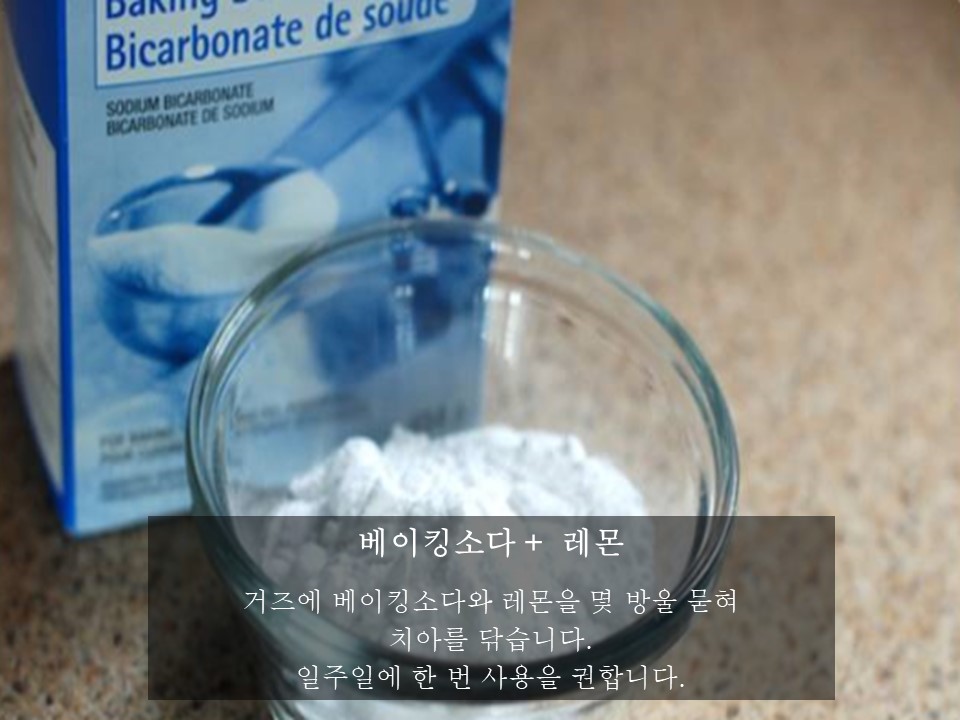 Baking
Bicarbonate de soude
SODIUM BICARBONATE
BICARBONATE DE SODIUM
베이킹소다 + 레몬
거즈에 베이킹소다와 레몬을 몇 방울 묻혀
치아를 닦습니다.
일주일에 한 번 사용을 권합니다.